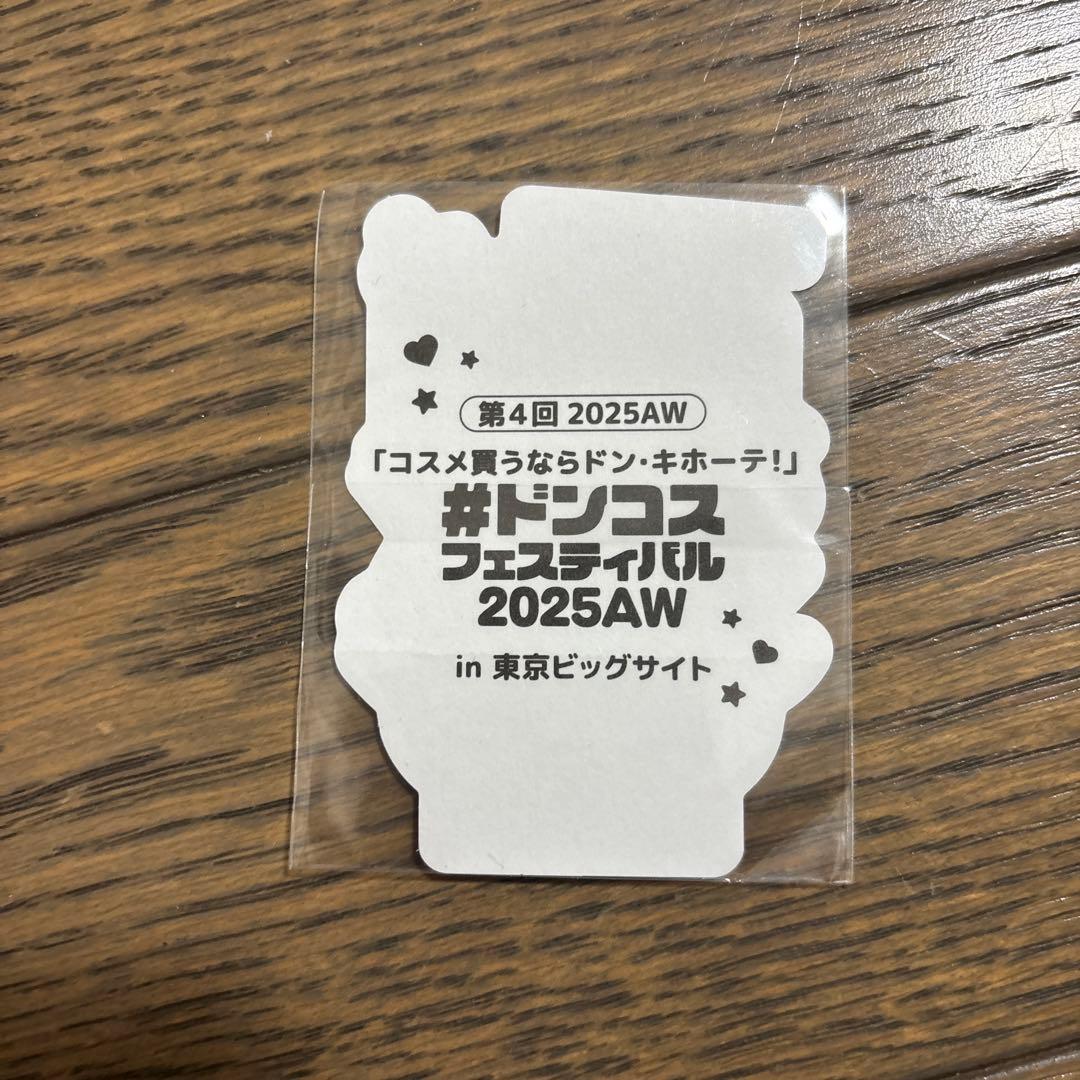 第4回 2025AW
「コスメ買うならドン・キホーテ!」
#ドンコス
フェスティバル
2025AW
in 東京ビッグサイト